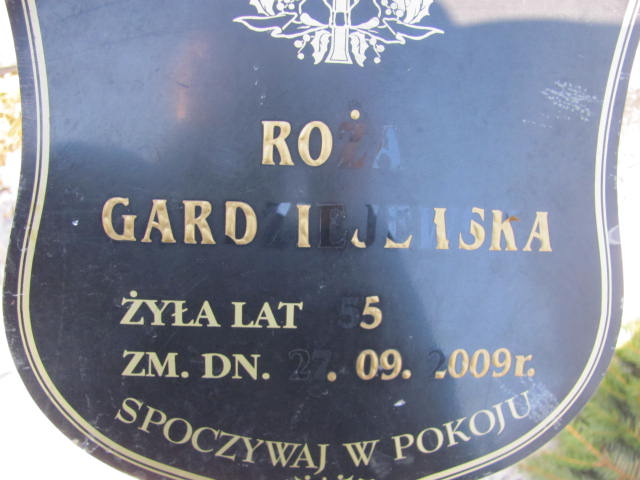 ROŻA
GARDZIEJEWSKA
ŻYŁA LAT 55
ZM. DN. 27. 09. 2009r.
SPOCZYWAJ W POKOJU